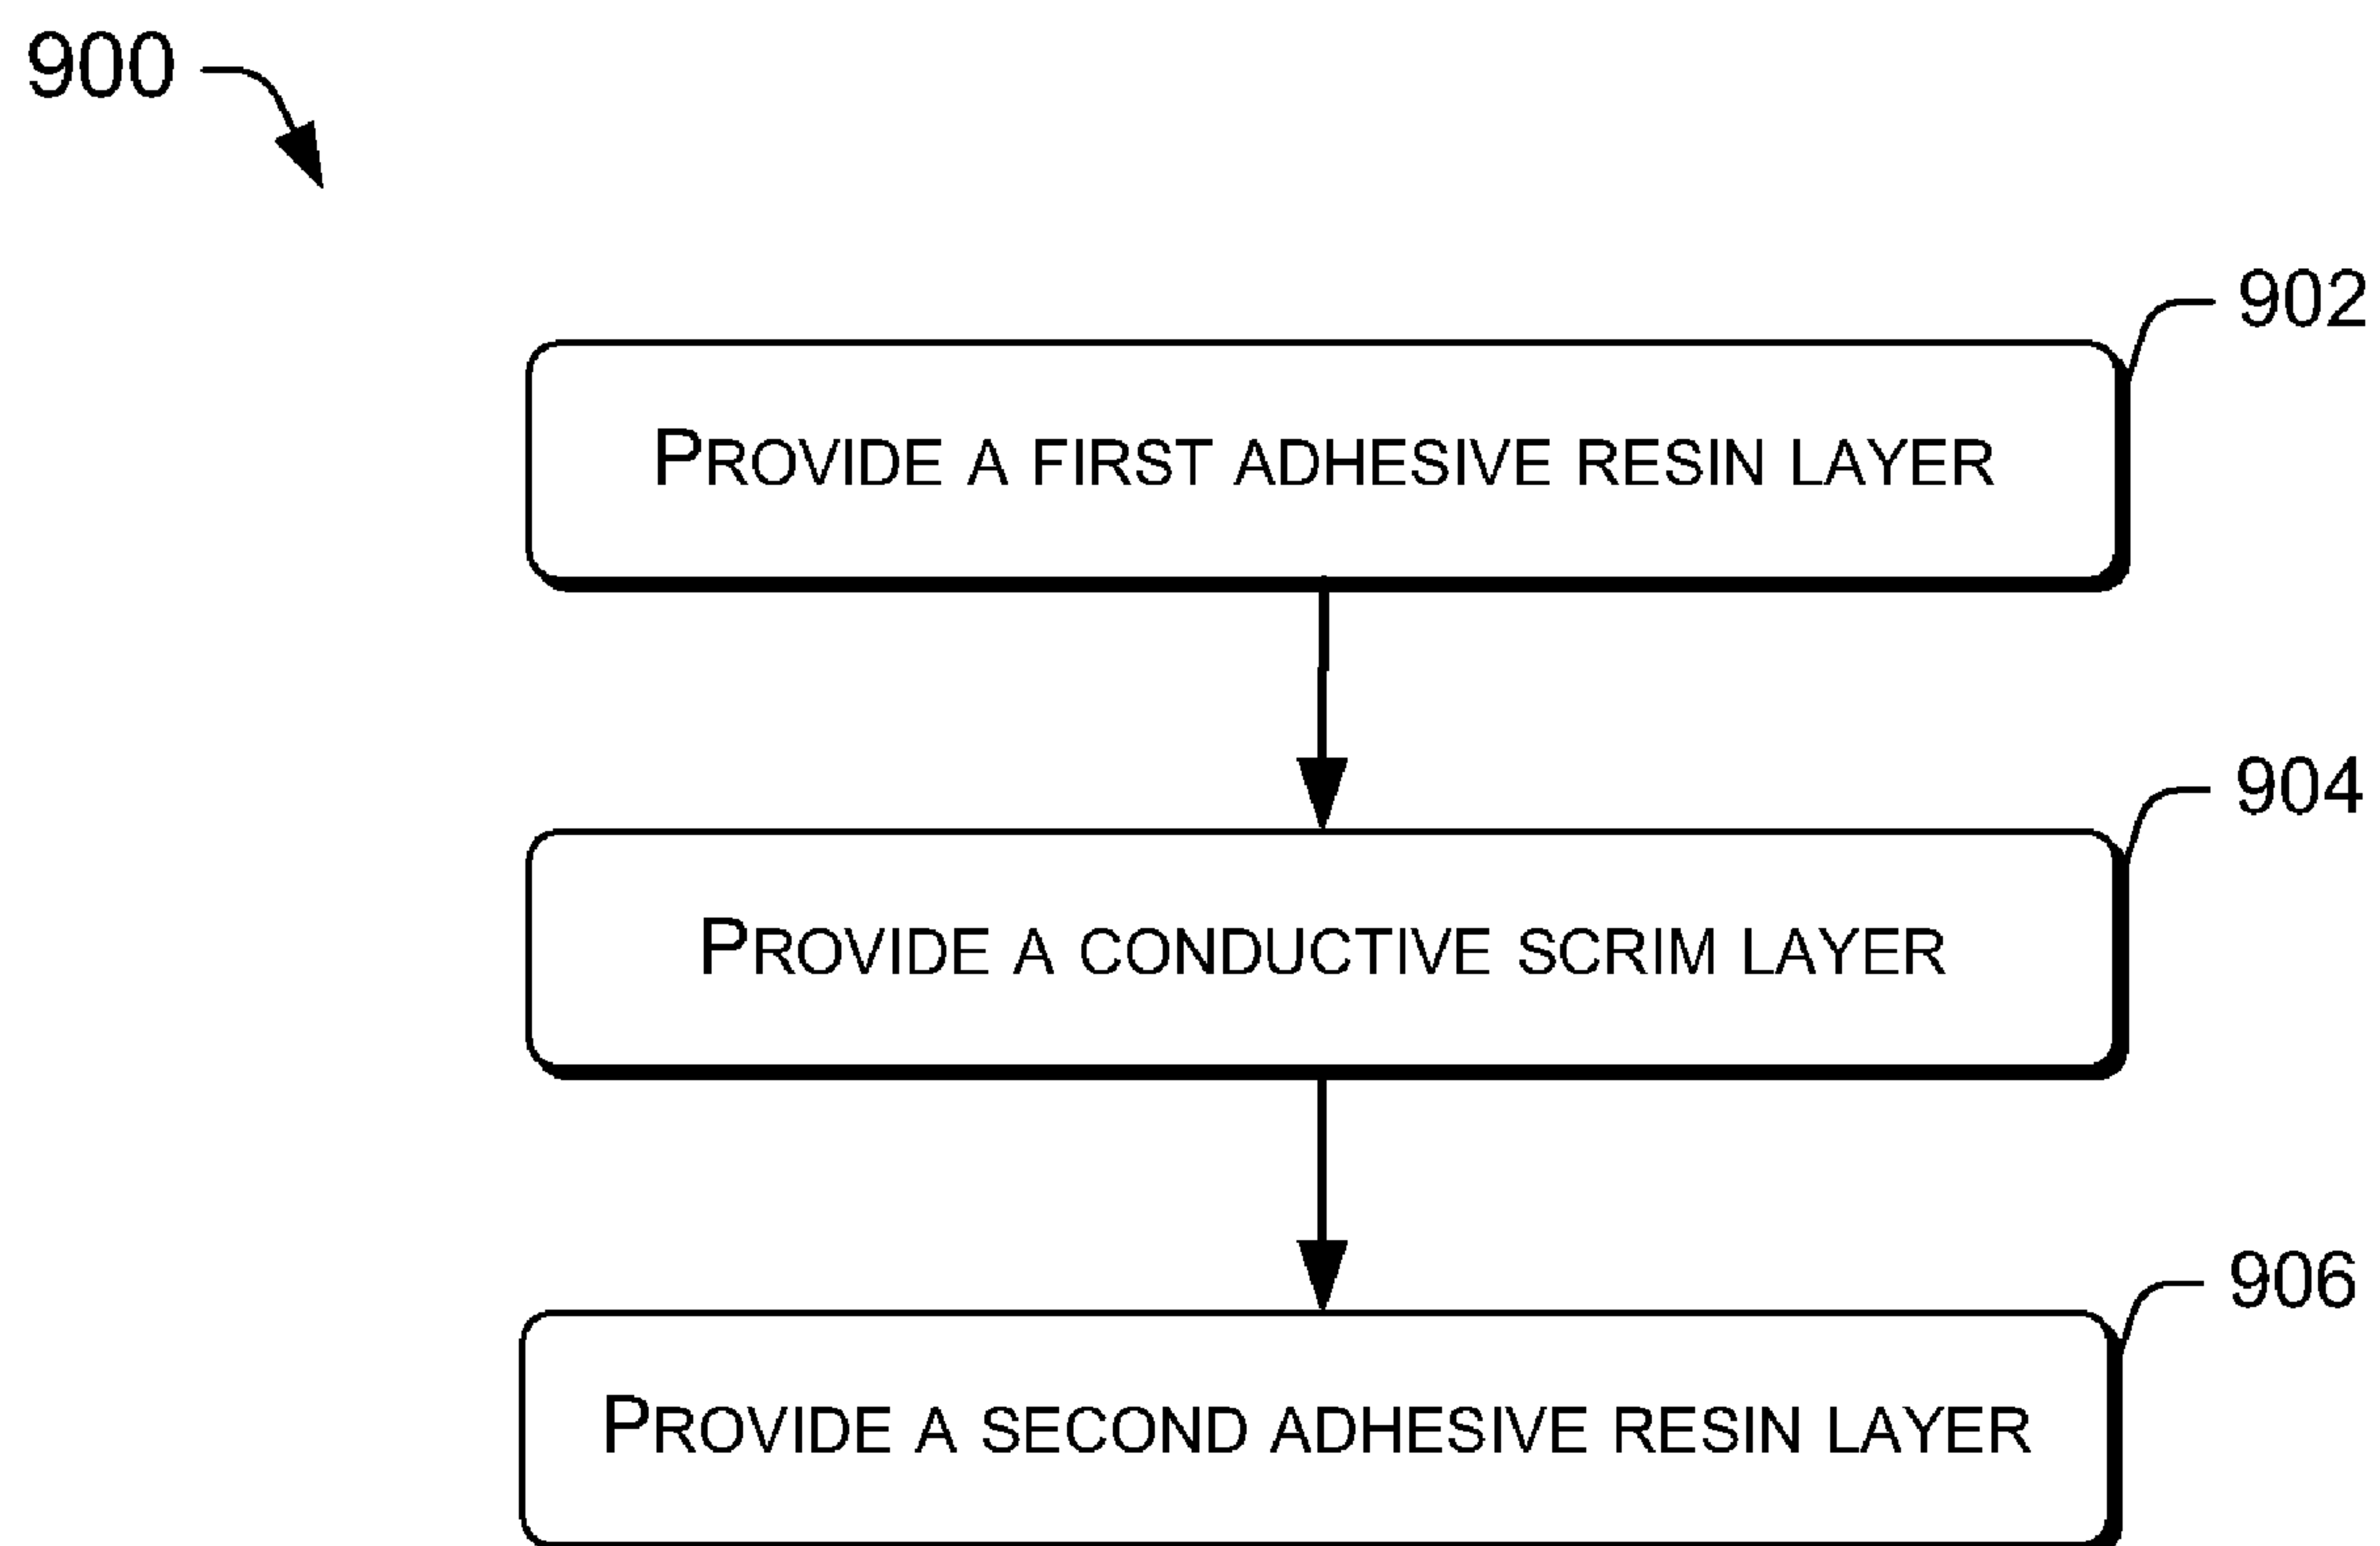 900
902
PROVIDE A FIRST ADHESIVE RESIN LAYER
904
PROVIDE A CONDUCTIVE SCRIM LAYER
906
PROVIDE A SECOND ADHESIVE RESIN LAYER